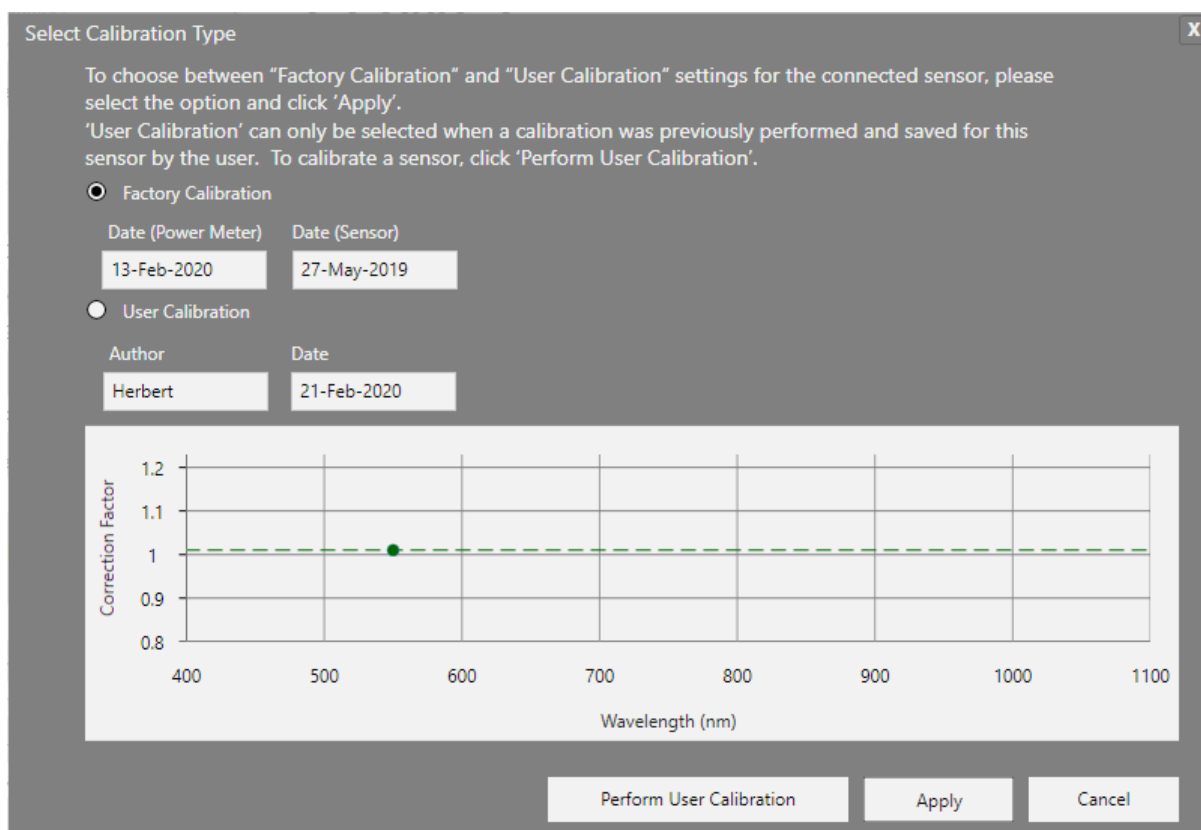 Select Calibration Type
X
To choose between “Factory Calibration” and “User Calibration” settings for the connected sensor, please
select the option and click ‘Apply’.
‘User Calibration’ can only be selected when a calibration was previously performed and saved for this
sensor by the user.  To calibrate a sensor, click ‘Perform User Calibration’.
Factory Calibration
Date (Power Meter) Date (Sensor)
13-Feb-2020 27-May-2019
User Calibration
Author Date
Herbert 21-Feb-2020
Correction Factor
1.2
1.1
1
0.9
0.8
400 500 600 700 800 900 1000 1100
Wavelength (nm)
Perform User Calibration Apply Cancel